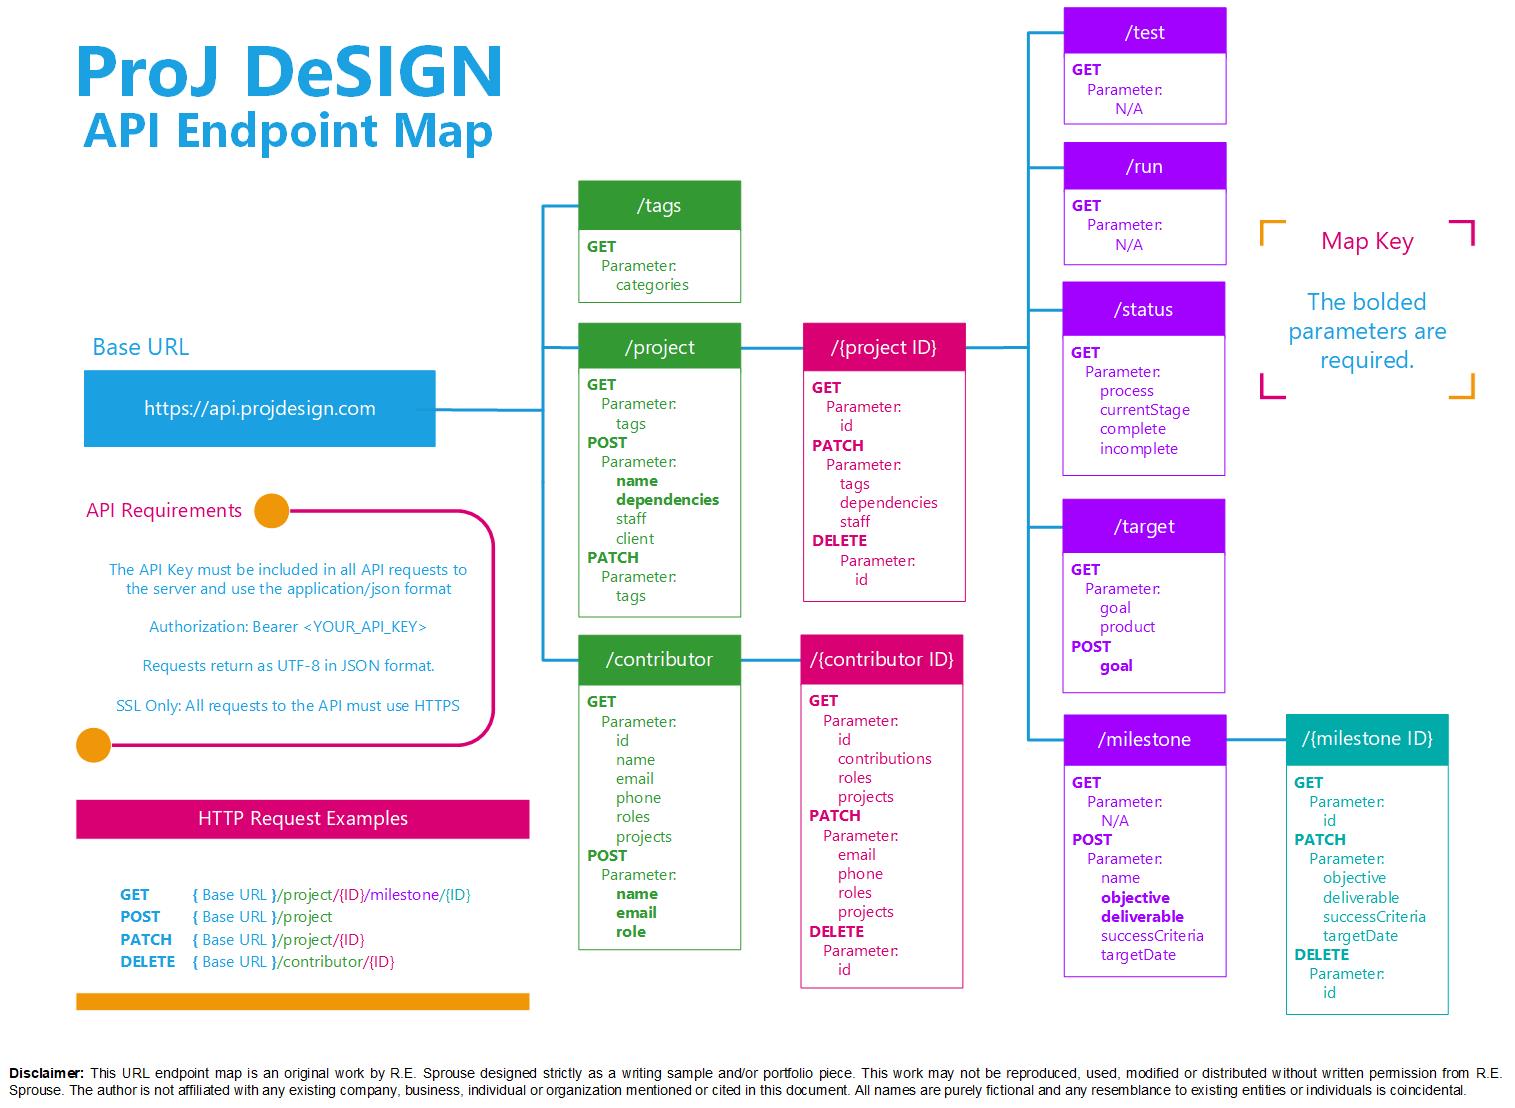 ProJ DeSIGN
API Endpoint Map
Base URL
https://api.projdesign.com
API Requirements
The API Key must be included in all API requests to
the server and use the application/json format
Authorization: Bearer <YOUR_API_KEY>
Requests return as UTF-8 in JSON format.
SSL Only: All requests to the API must use HTTPS
HTTP Request Examples
GET { Base URL }/project/{ID}/milestone/{ID}
POST { Base URL }/project
PATCH { Base URL }/project/{ID}
DELETE { Base URL }/contributor/{ID}
/tags
GET
Parameter:
categories
/project
GET
Parameter:
tags
POST
Parameter:
name
dependencies
staff
client
PATCH
Parameter:
tags
/contributor
GET
Parameter:
id
name
email
phone
roles
projects
POST
Parameter:
name
email
role
/{project ID}
GET
Parameter:
id
PATCH
Parameter:
tags
dependencies
staff
DELETE
Parameter:
id
/{contributor ID}
GET
Parameter:
id
contributions
roles
projects
PATCH
Parameter:
email
phone
roles
projects
DELETE
Parameter:
id
/test
GET
Parameter:
N/A
/run
GET
Parameter:
N/A
/status
GET
Parameter:
process
currentStage
complete
incomplete
/target
GET
Parameter:
goal
product
POST
goal
/milestone
GET
Parameter:
N/A
POST
Parameter:
name
objective
deliverable
successCriteria
targetDate
/{milestone ID}
GET
Parameter:
id
PATCH
Parameter:
objective
deliverable
successCriteria
targetDate
DELETE
Parameter:
id
Map Key
The bolded
parameters are
required.
Disclaimer: This URL endpoint map is an original work by R.E. Sprouse designed strictly as a writing sample and/or portfolio piece. This work may not be reproduced, used, modified or distributed without written permission from R.E.
Sprouse. The author is not affiliated with any existing company, business, individual or organization mentioned or cited in this document. All names are purely fictional and any resemblance to existing entities or individuals is coincidental.